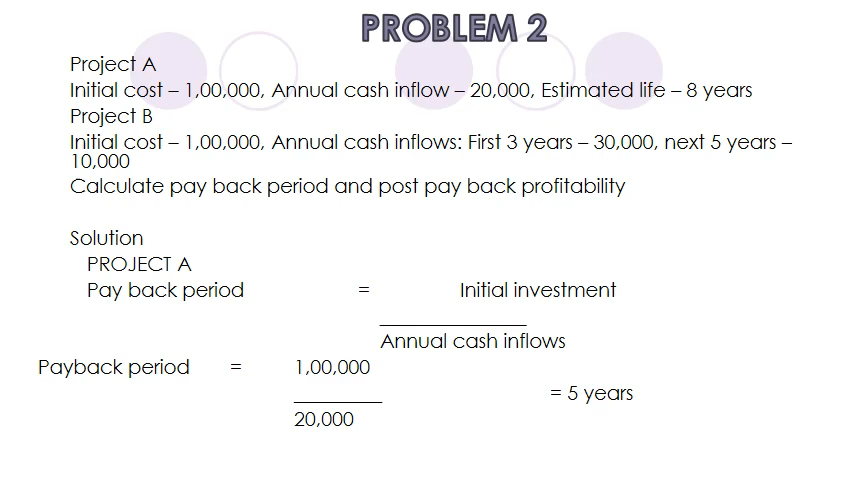 PROBLEM 2
Project A
Initial cost – 1,00,000, Annual cash inflow – 20,000, Estimated life – 8 years
Project B
Initial cost – 1,00,000, Annual cash inflows: First 3 years – 30,000, next 5 years –
10,000
Calculate pay back period and post pay back profitability
Solution
PROJECT A
Pay back period = Initial investment
Annual cash inflows
Payback period = 1,00,000
= 5 years
20,000